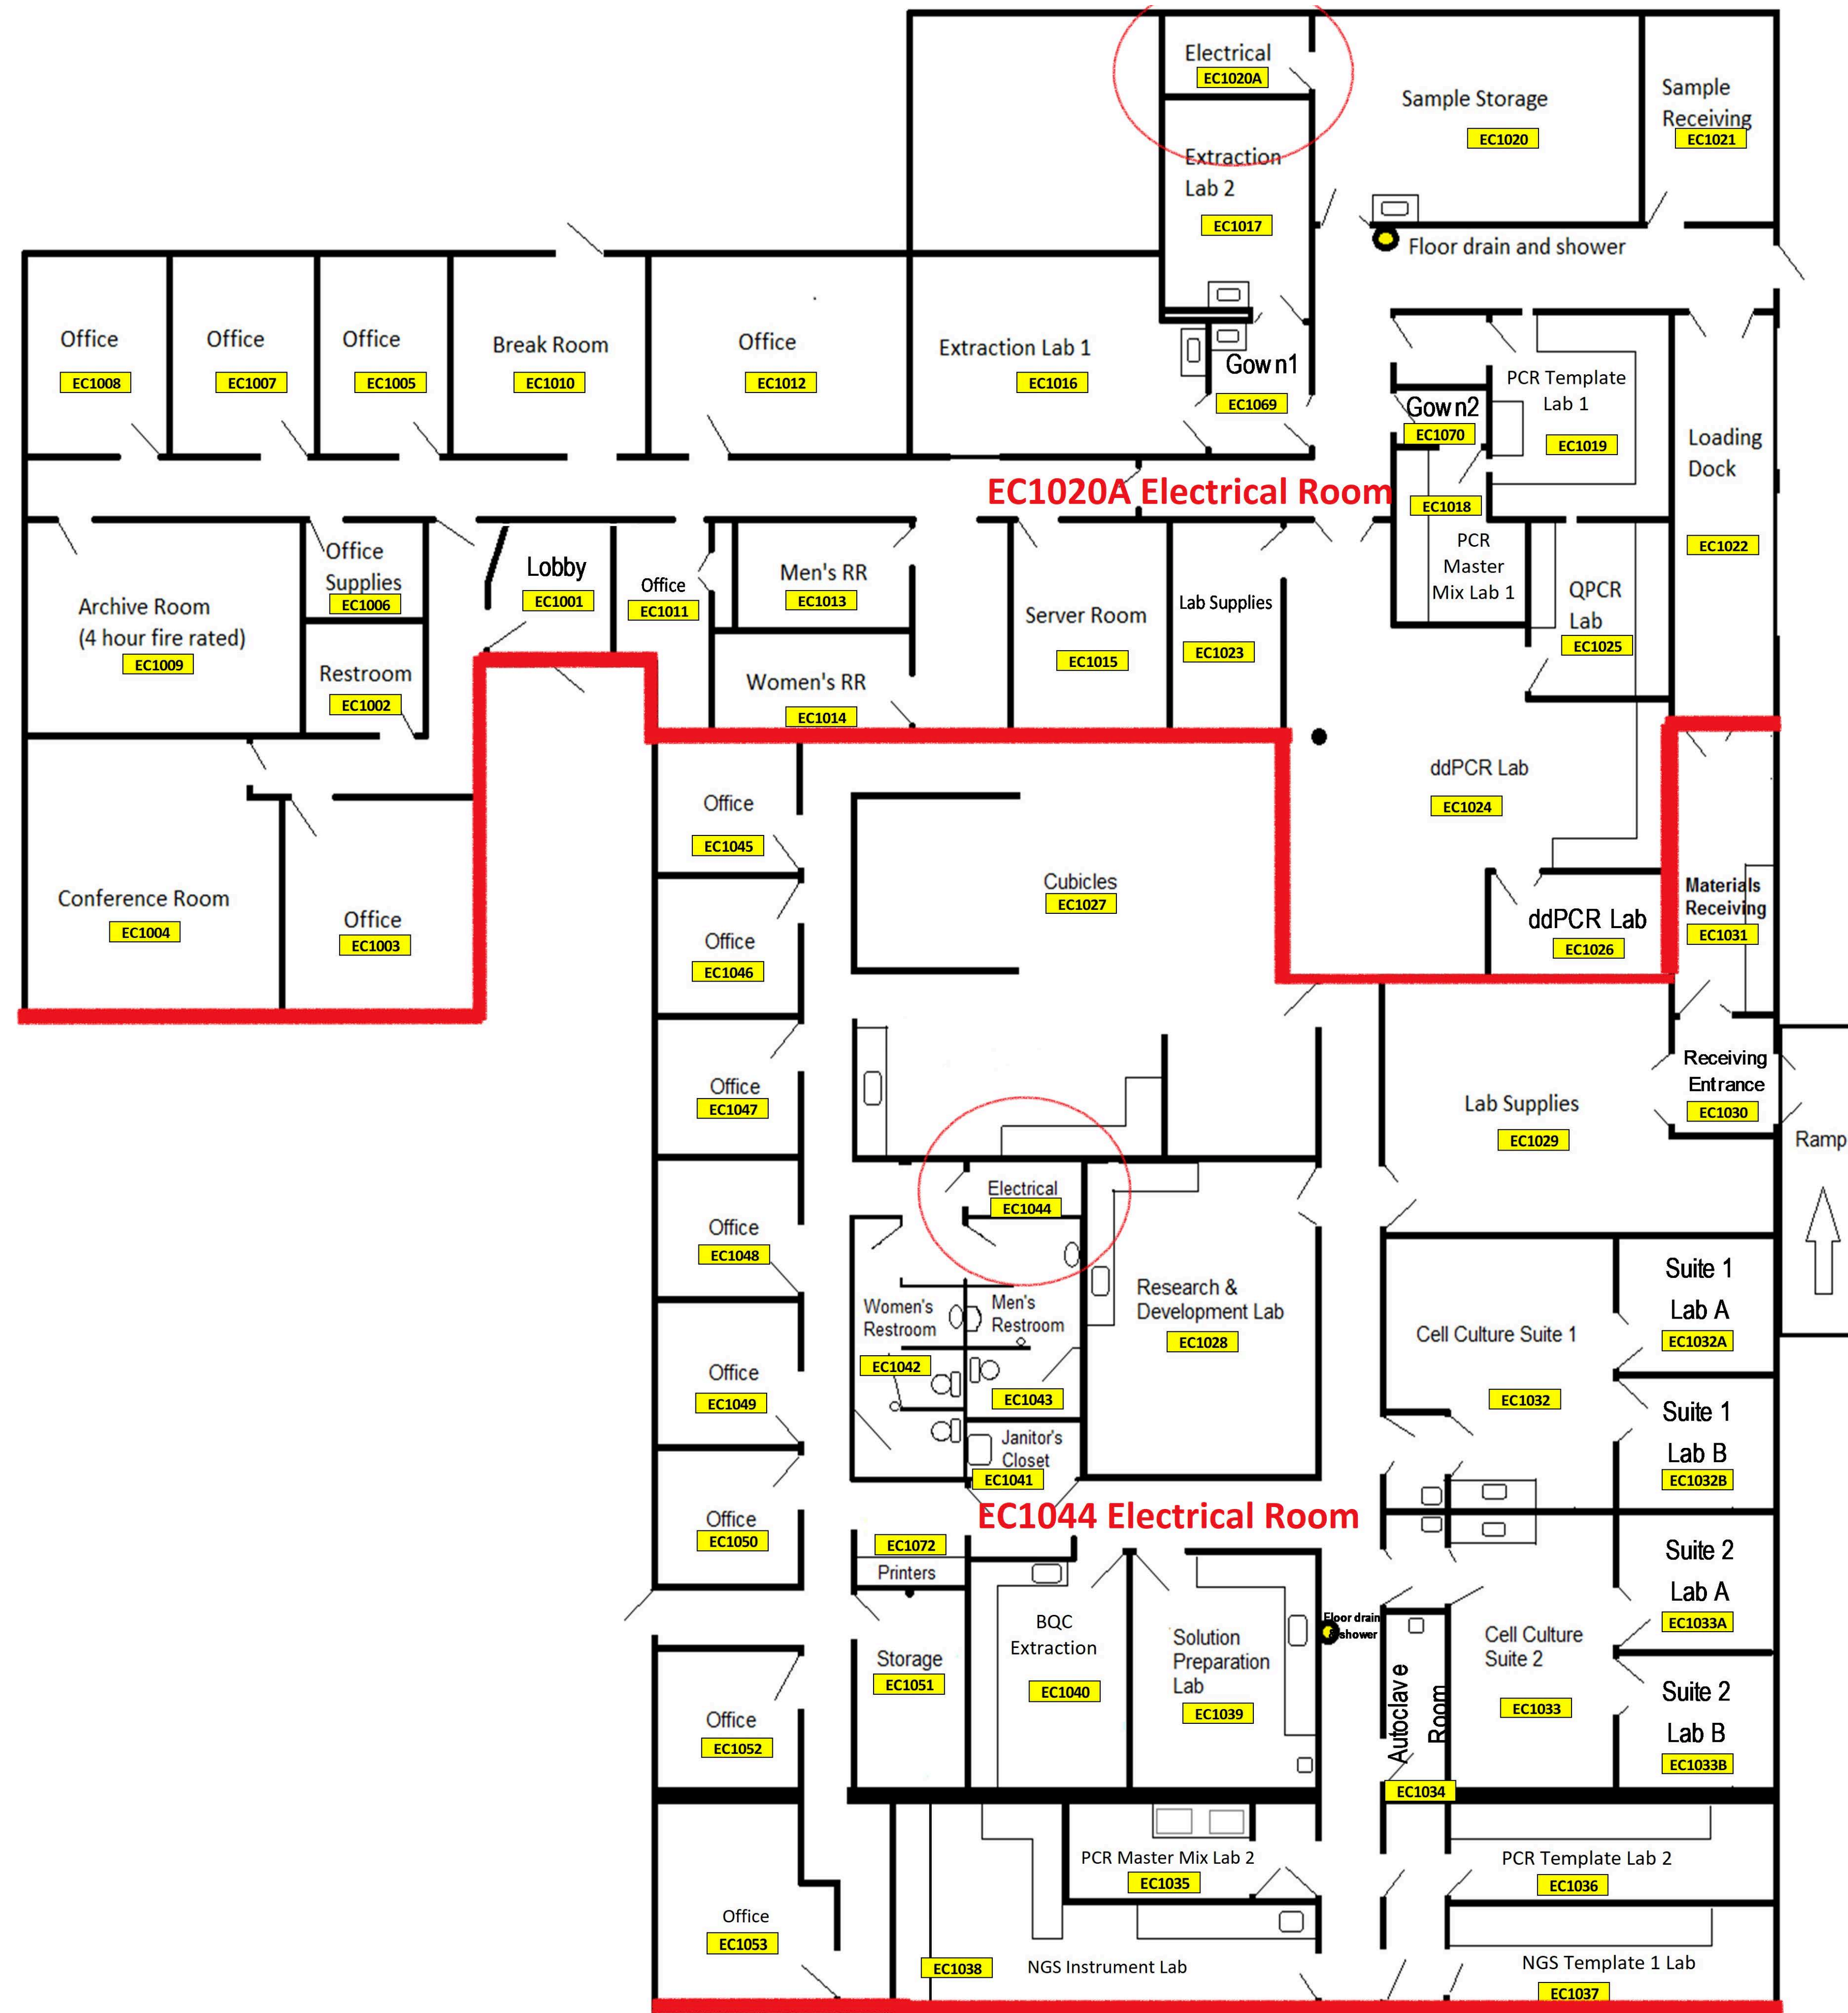 Electrical
EC1020A
Sample Storage
EC1020
Sample
Receiving
EC1021
Extraction
Lab 2
EC1017
Floor drain and shower
Office
EC1008
Office
EC1007
Office
EC1005
Break Room
EC1010
Office
EC1012
Extraction Lab 1
EC1016
Gown1
EC1069
Gown2
EC1070
PCR Template
Lab 1
EC1019
Loading
Dock
EC1022
EC1020A Electrical Room
EC1018
PCR
Master
Mix Lab 1
QPCR
Lab
EC1025
Archive Room
(4 hour fire rated)
EC1009
Office
Supplies
EC1006
Restroom
EC1002
Lobby
EC1001
Office
EC1011
Men's RR
EC1013
Women's RR
EC1014
Server Room
EC1015
Lab Supplies
EC1023
ddPCR Lab
EC1024
ddPCR Lab
EC1026
Materials
Receiving
EC1031
Conference Room
EC1004
Office
EC1003
Office
EC1045
Cubicles
EC1027
Office
EC1046
Office
EC1047
Lab Supplies
EC1029
Receiving
Entrance
EC1030
Ramp
Electrical
EC1044
Office
EC1048
Women's
Restroom
EC1042
Men's
Restroom
EC1043
Research &
Development Lab
EC1028
Cell Culture Suite 1
EC1032
Suite 1
Lab A
EC1032A
Suite 1
Lab B
EC1032B
Office
EC1049
Janitor's
Closet
EC1041
EC1044 Electrical Room
Office
EC1050
EC1072
Printers
Storage
EC1051
BQC
Extraction
EC1040
Solution
Preparation
Lab
EC1039
Floor drain
& shower
Autoclave
Room
EC1034
Cell Culture
Suite 2
EC1033
Suite 2
Lab A
EC1033A
Suite 2
Lab B
EC1033B
Office
EC1052
PCR Master Mix Lab 2
EC1035
PCR Template Lab 2
EC1036
Office
EC1053
EC1038
NGS Instrument Lab
NGS Template 1 Lab
EC1037